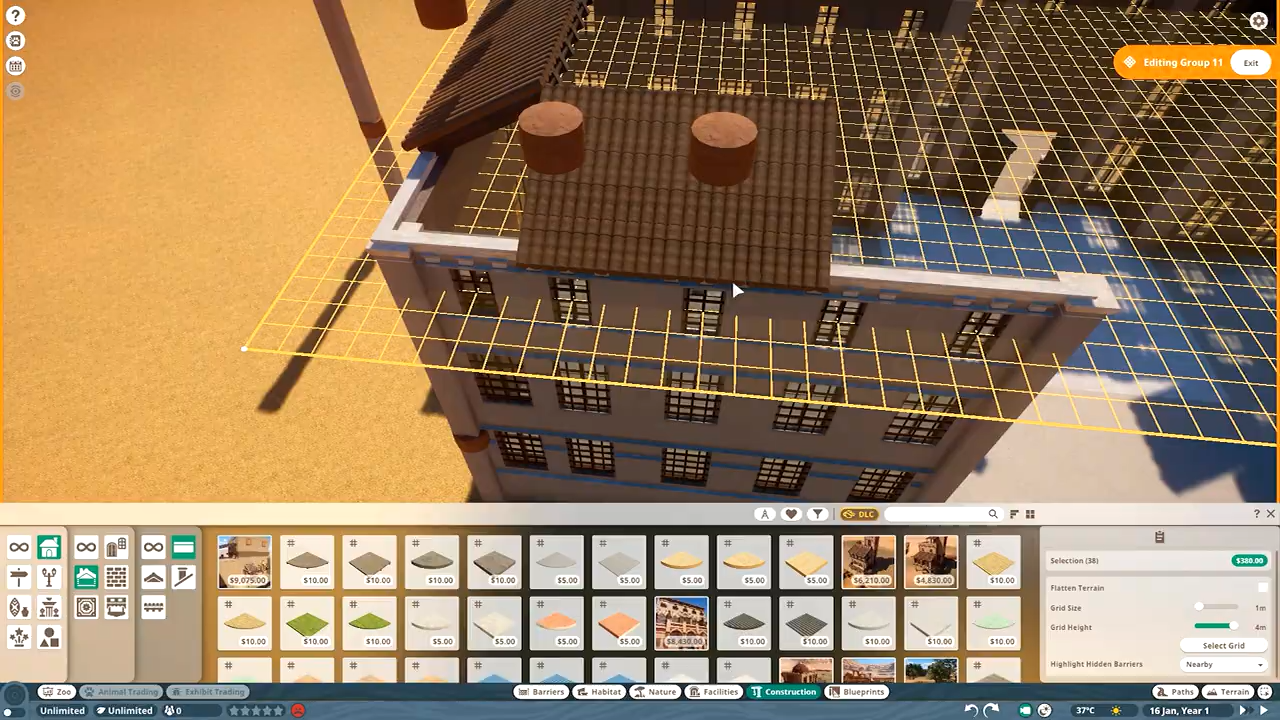 ?
Editing Group 11 Exit
DLC
? ×
$9,075.00 $10.00 $10.00 $10.00 $10.00 $5.00 $5.00 $5.00 $5.00 $5.00 $6,210.00 $4,830.00 $10.00
$10.00 $10.00 $10.00 $5.00 $5.00 $5.00 $8,430.00 $10.00 $10.00 $10.00 $10.00 $10.00
Selection (38) $380.00
Flatten Terrain
Grid Size 1m
Grid Height 4m
Select Grid
Highlight Hidden Barriers Nearby
Zoo Animal Trading Exhibit Trading Barriers Habitat Nature Facilities Construction Blueprints Paths Terrain
Unlimited Unlimited 0 37°C 16 Jan, Year 1